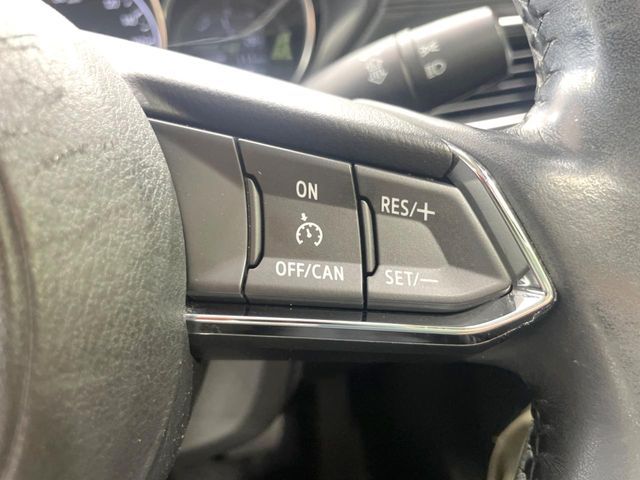 ON
OFF/CAN
RES/+
SET/—